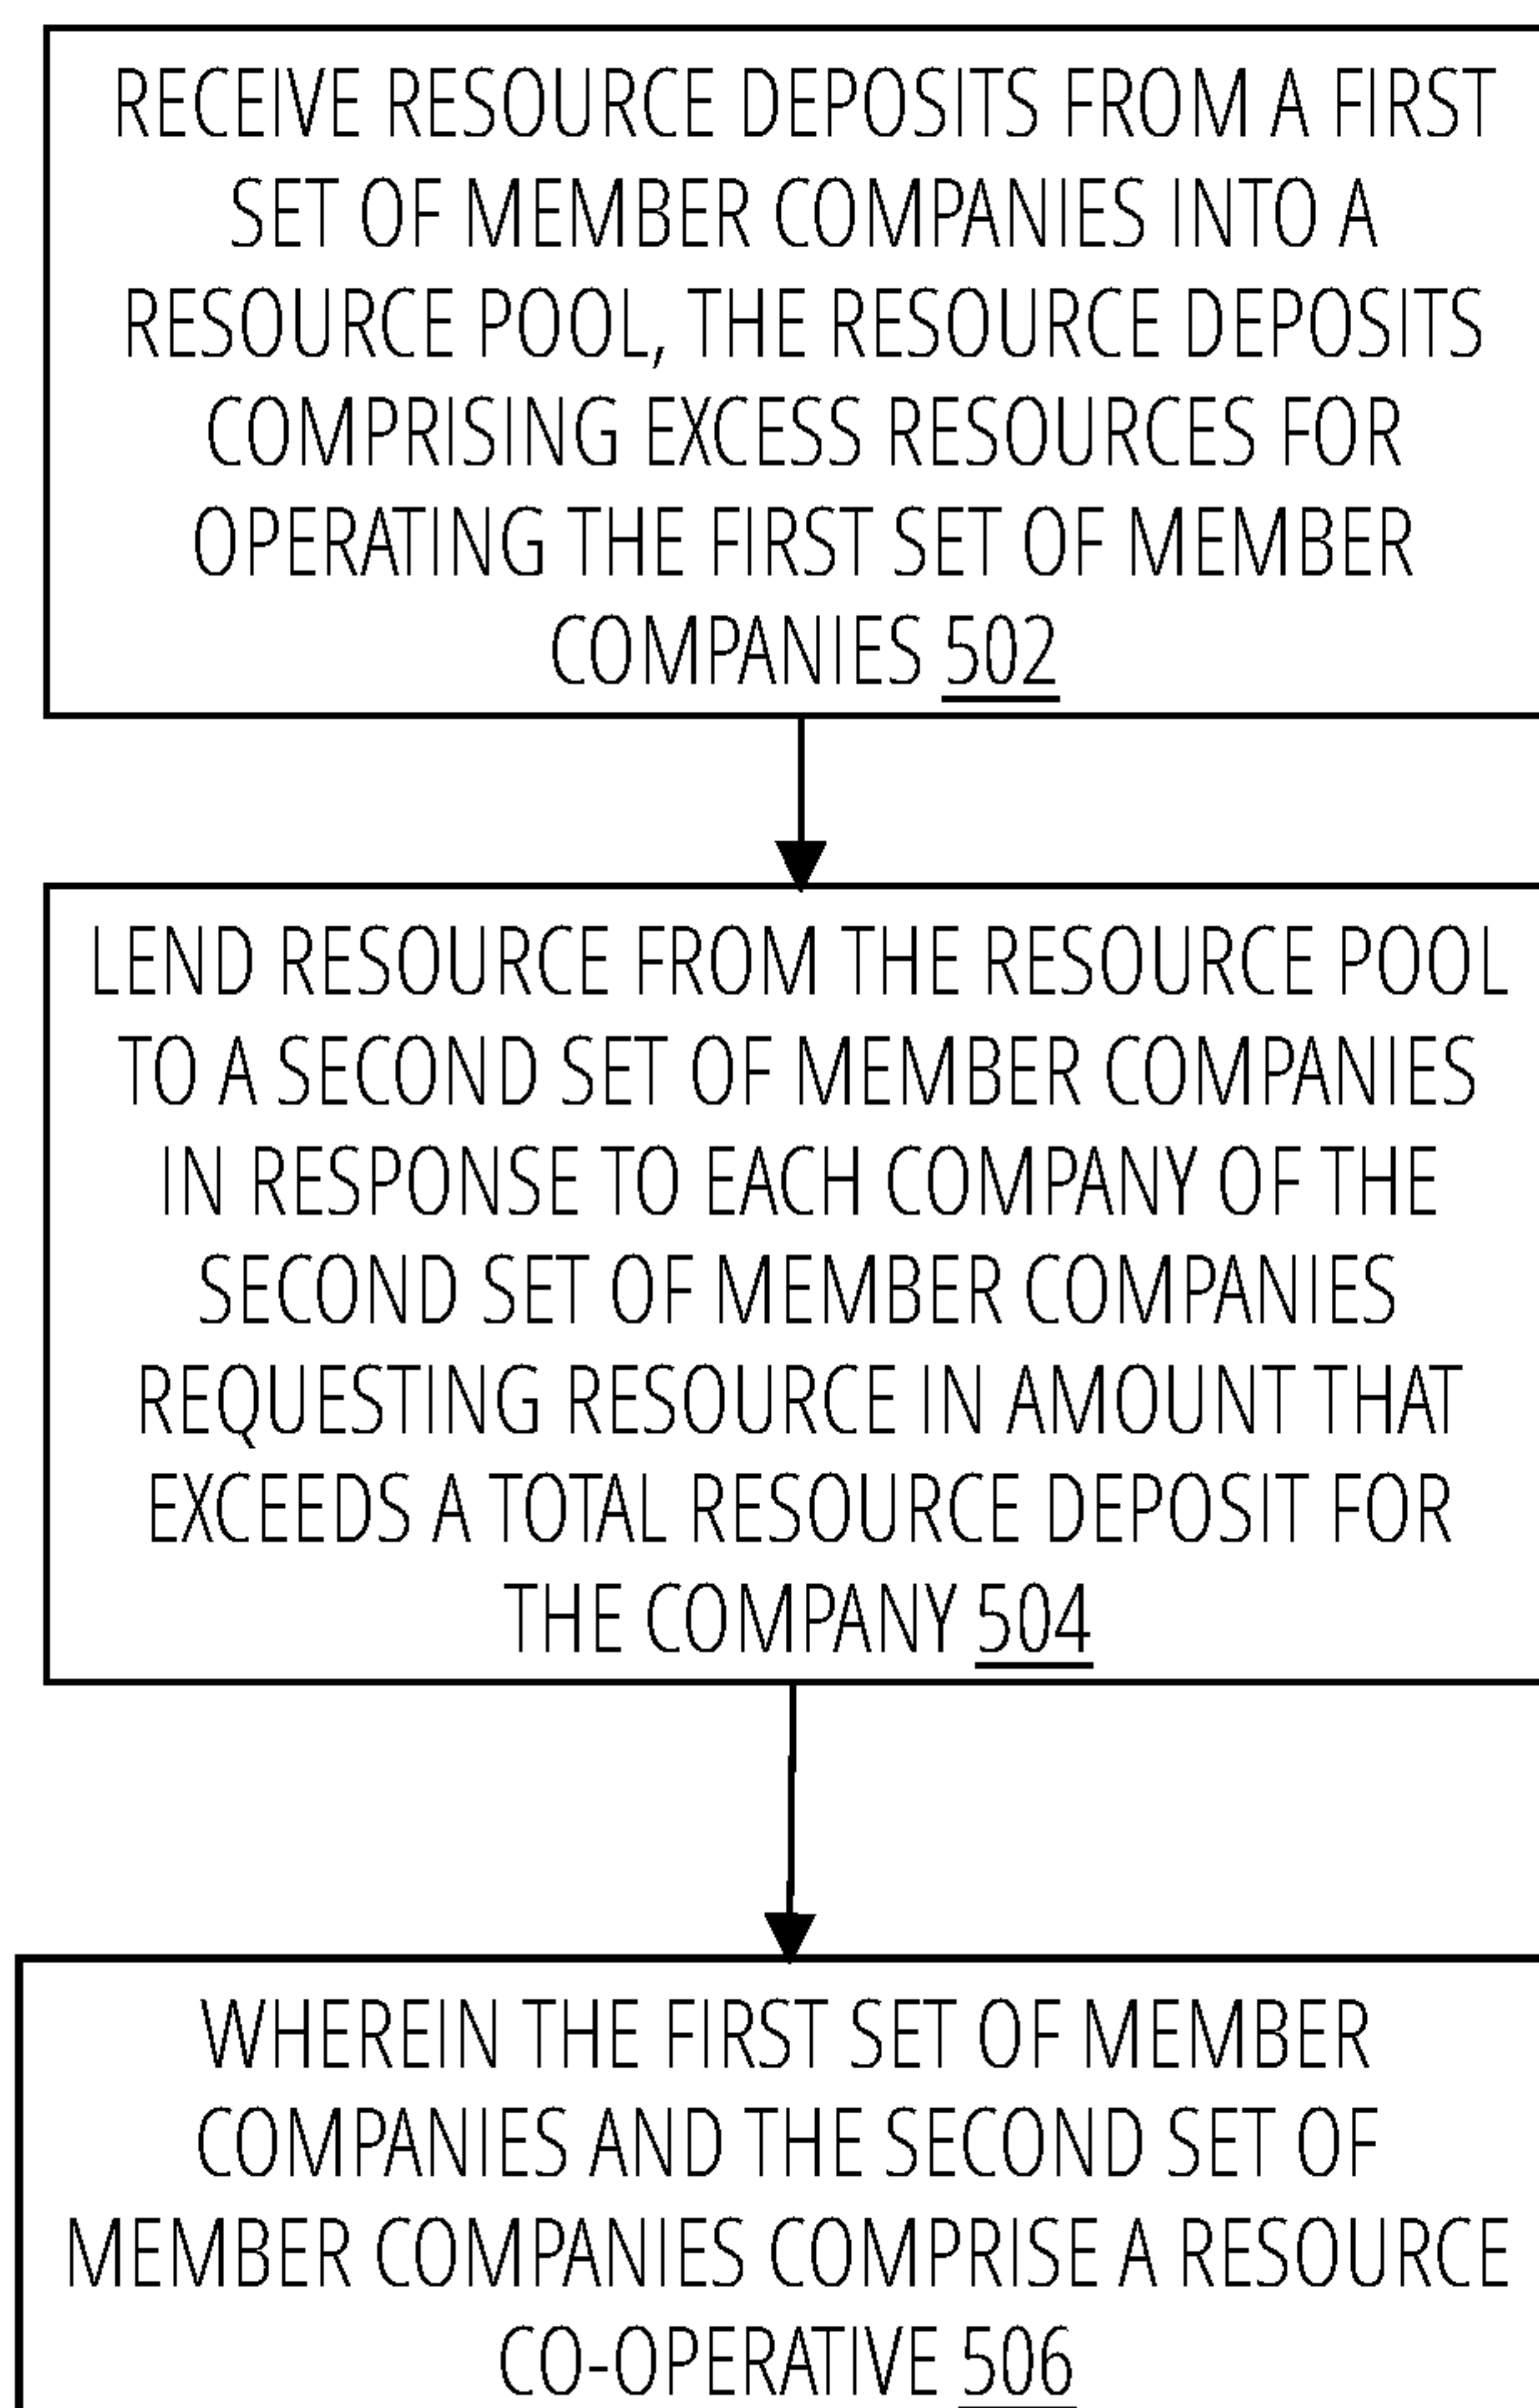 RECEIVE RESOURCE DEPOSITS FROM A FIRST
SET OF MEMBER COMPANIES INTO A
RESOURCE POOL, THE RESOURCE DEPOSITS
COMPRISING EXCESS RESOURCES FOR
OPERATING THE FIRST SET OF MEMBER
COMPANIES 502
LEND RESOURCE FROM THE RESOURCE POOL
TO A SECOND SET OF MEMBER COMPANIES
IN RESPONSE TO EACH COMPANY OF THE
SECOND SET OF MEMBER COMPANIES
REQUESTING RESOURCE IN AMOUNT THAT
EXCEEDS A TOTAL RESOURCE DEPOSIT FOR
THE COMPANY 504
WHEREIN THE FIRST SET OF MEMBER
COMPANIES AND THE SECOND SET OF
MEMBER COMPANIES COMPRISE A RESOURCE
CO-OPERATIVE 506